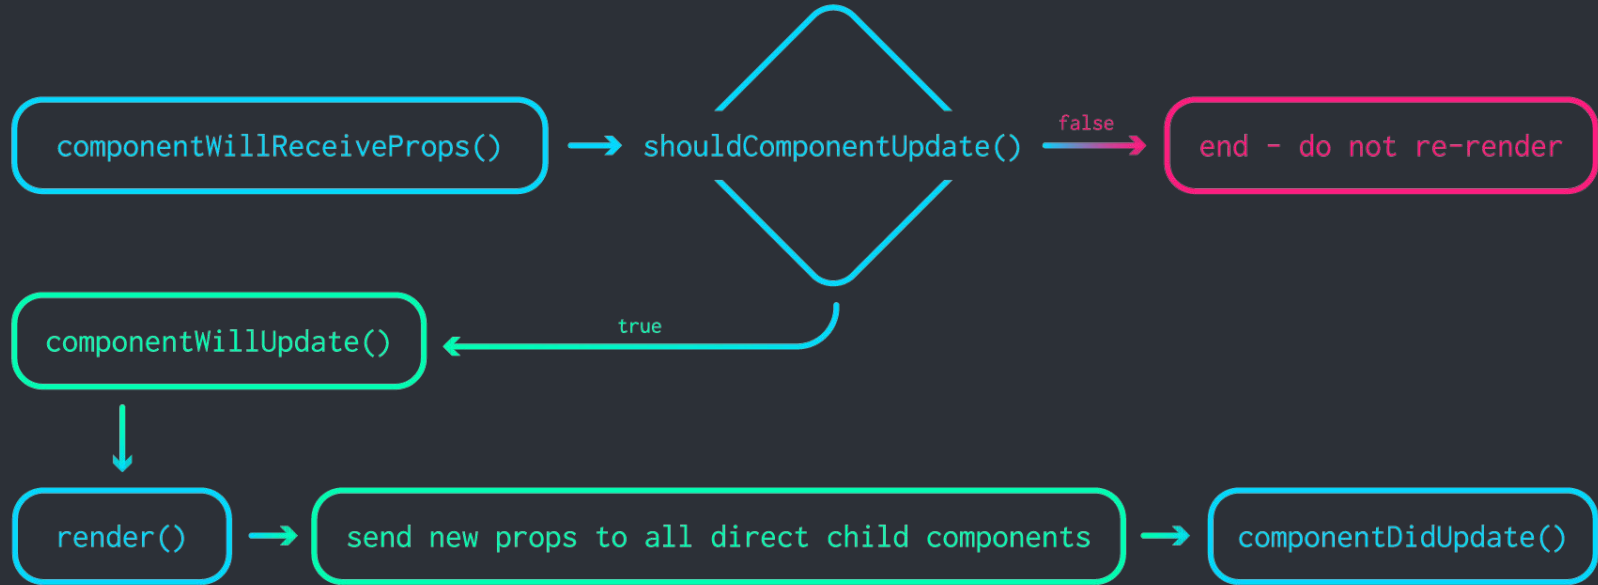 componentWillReceiveProps()
shouldComponentUpdate()
false
end - do not re-render
true
componentWillUpdate()
render()
send new props to all direct child components
componentDidUpdate()